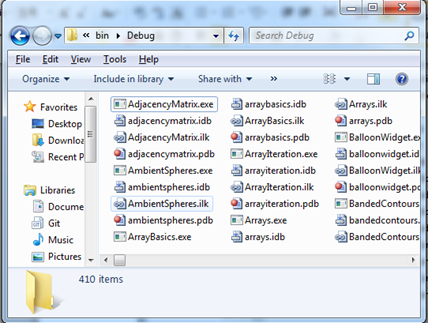 « bin ▸ Debug ▸
Search Debug
File Edit View Tools Help
Organize Include in library Share with »
Favorites
Desktop
Downloa
Recent P
Libraries
Docume
Git
Music
Pictures
AdjacencyMatrix.exe
adjacencymatrix.idb
AdjacencyMatrix.ilk
adjacencymatrix.pdb
AmbientSpheres.exe
ambientspheres.idb
AmbientSpheres.ilk
ambientspheres.pdb
ArrayBasics.exe
arraybasics.idb
ArrayBasics.ilk
arraybasics.pdb
ArrayIteration.exe
arrayiteration.idb
ArrayIteration.ilk
arrayiteration.pdb
Arrays.exe
arrays.idb
Arrays.ilk
arrays.pdb
BalloonWidget.ex
balloonwidget.id
BalloonWidget.ilk
balloonwidget.pd
BandedContours
bandedcontours.
BandedContours
410 items